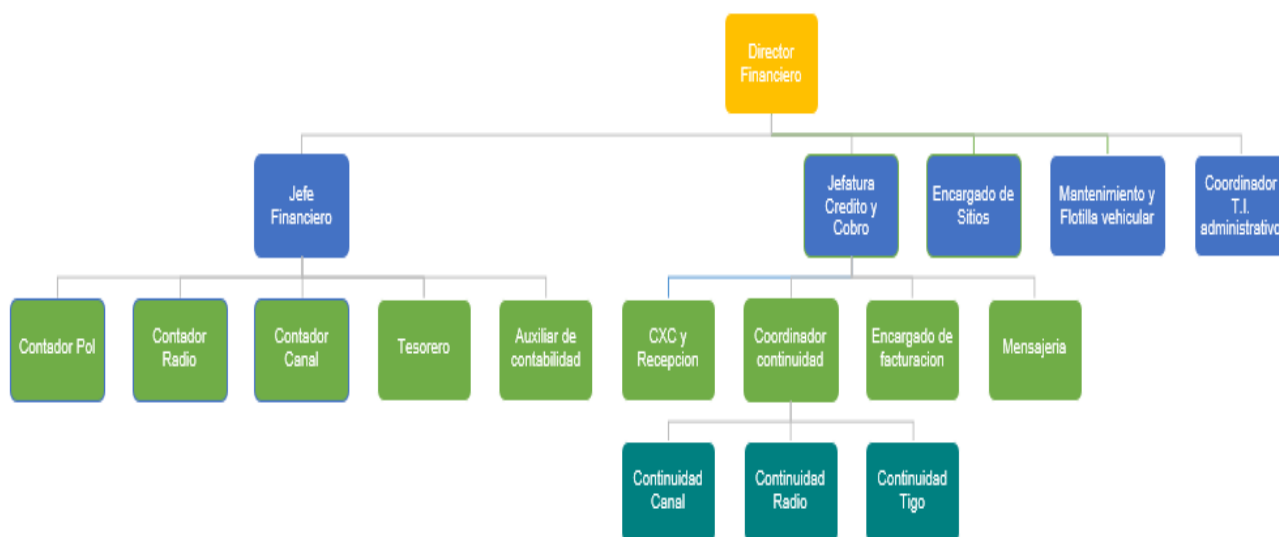 Director
Financiero
Jefe
Financiero
Jefatura
Credito y
Cobro
Encargado de
Sitios
Mantenimiento y
Flotilla vehicular
Coordinador
T.I.
administrativo
Contador Pol
Contador
Radio
Contador
Canal
Tesorero
Auxiliar de
contabilidad
CXC y
Recepcion
Coordinador
continuidad
Encargado de
facturacion
Mensajeria
Continuidad
Canal
Continuidad
Radio
Continuidad
Tigo